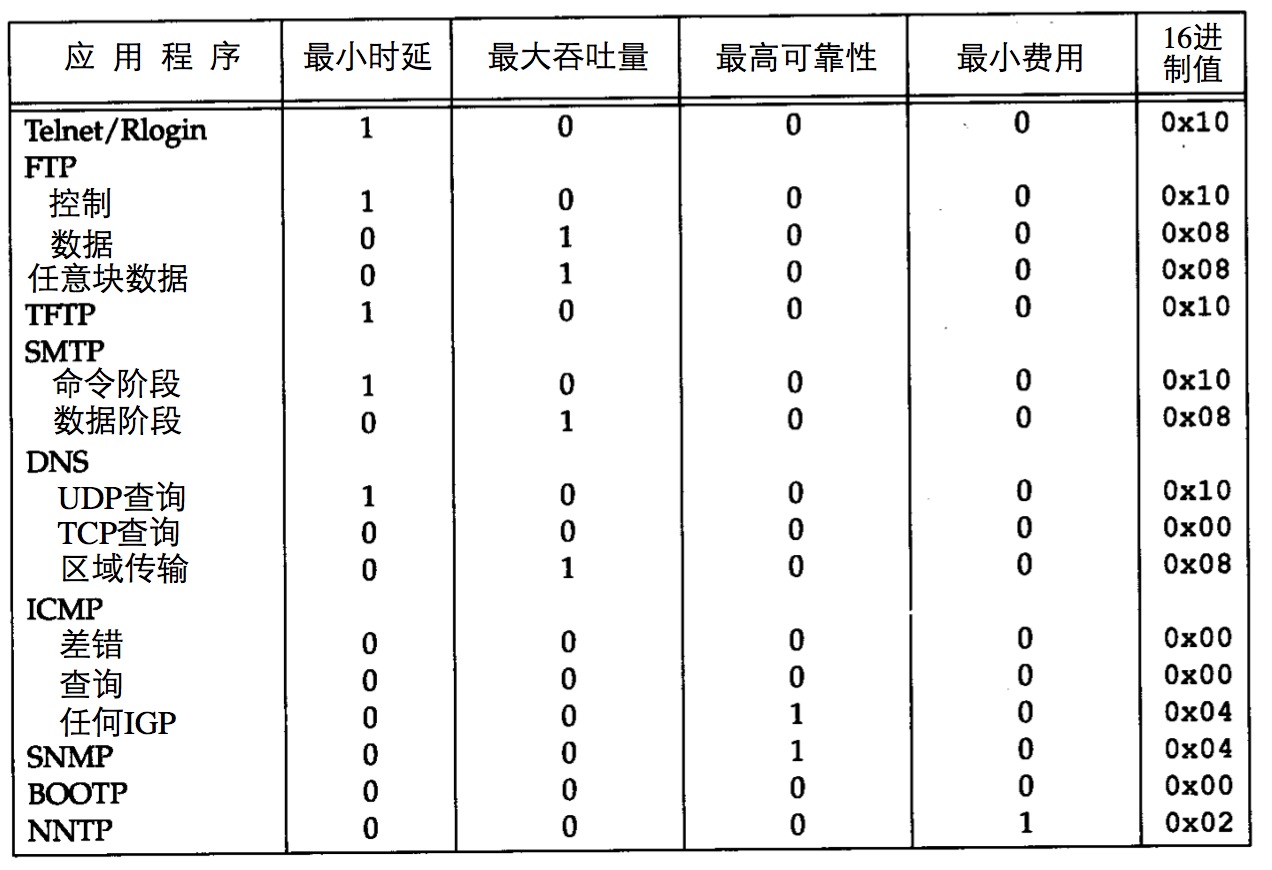 应用程序 最小时延 最大吞吐量 最高可靠性 最小费用 16进制值
Telnet/Rlogin 1 0 0 0 0x10
FTP
控制 1 0 0 0 0x10
数据 0 1 0 0 0x08
任意块数据 0 1 0 0 0x08
TFTP 1 0 0 0 0x10
SMTP
命令阶段 1 0 0 0 0x10
数据阶段 0 1 0 0 0x08
DNS
UDP查询 1 0 0 0 0x10
TCP查询 0 0 0 0 0x00
区域传输 0 1 0 0 0x08
ICMP
差错 0 0 0 0 0x00
查询 0 0 0 0 0x00
任何IGP 0 0 1 0 0x04
SNMP 0 0 1 0 0x04
BOOTP 0 0 0 0 0x00
NNTP 0 0 0 1 0x02